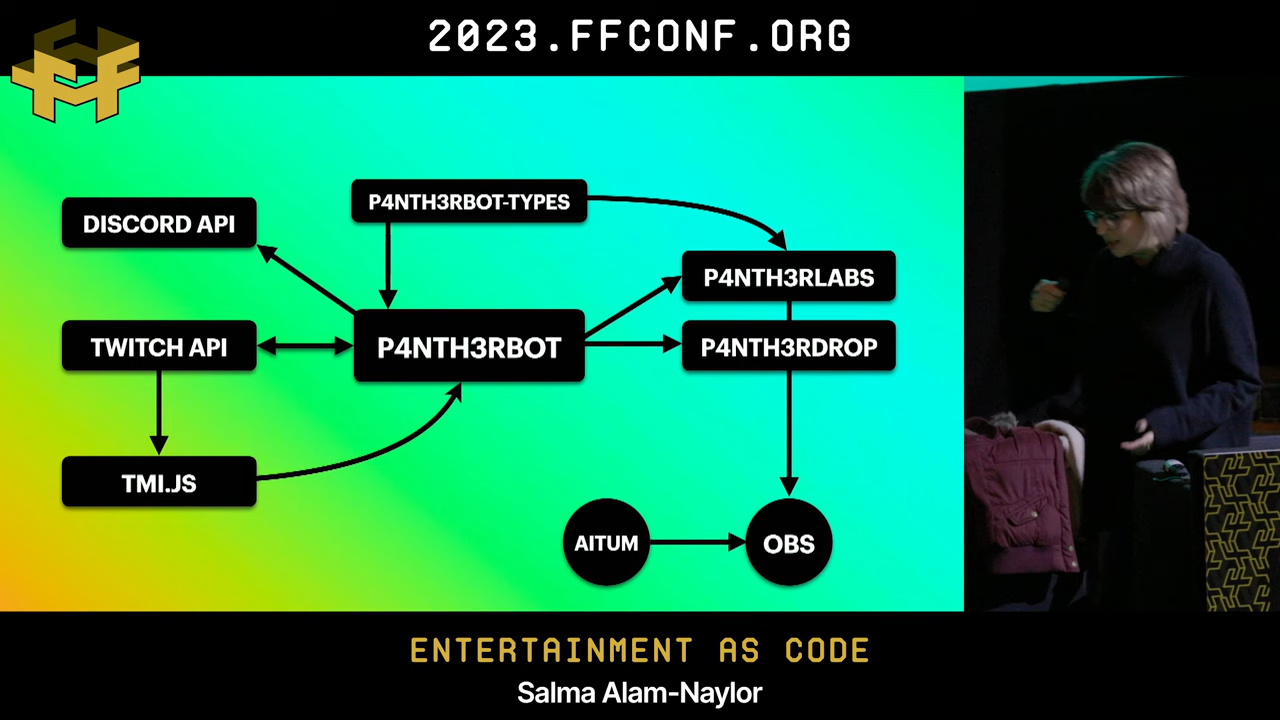 2023.FFCONF.ORG
P4NTH3RBOT-TYPES
DISCORD API
P4NTH3RLABS
TWITCH API
P4NTH3RBOT
P4NTH3RDROP
TMI.JS
AITUM
OBS
ENTERTAINMENT AS CODE
Salma Alam-Naylor